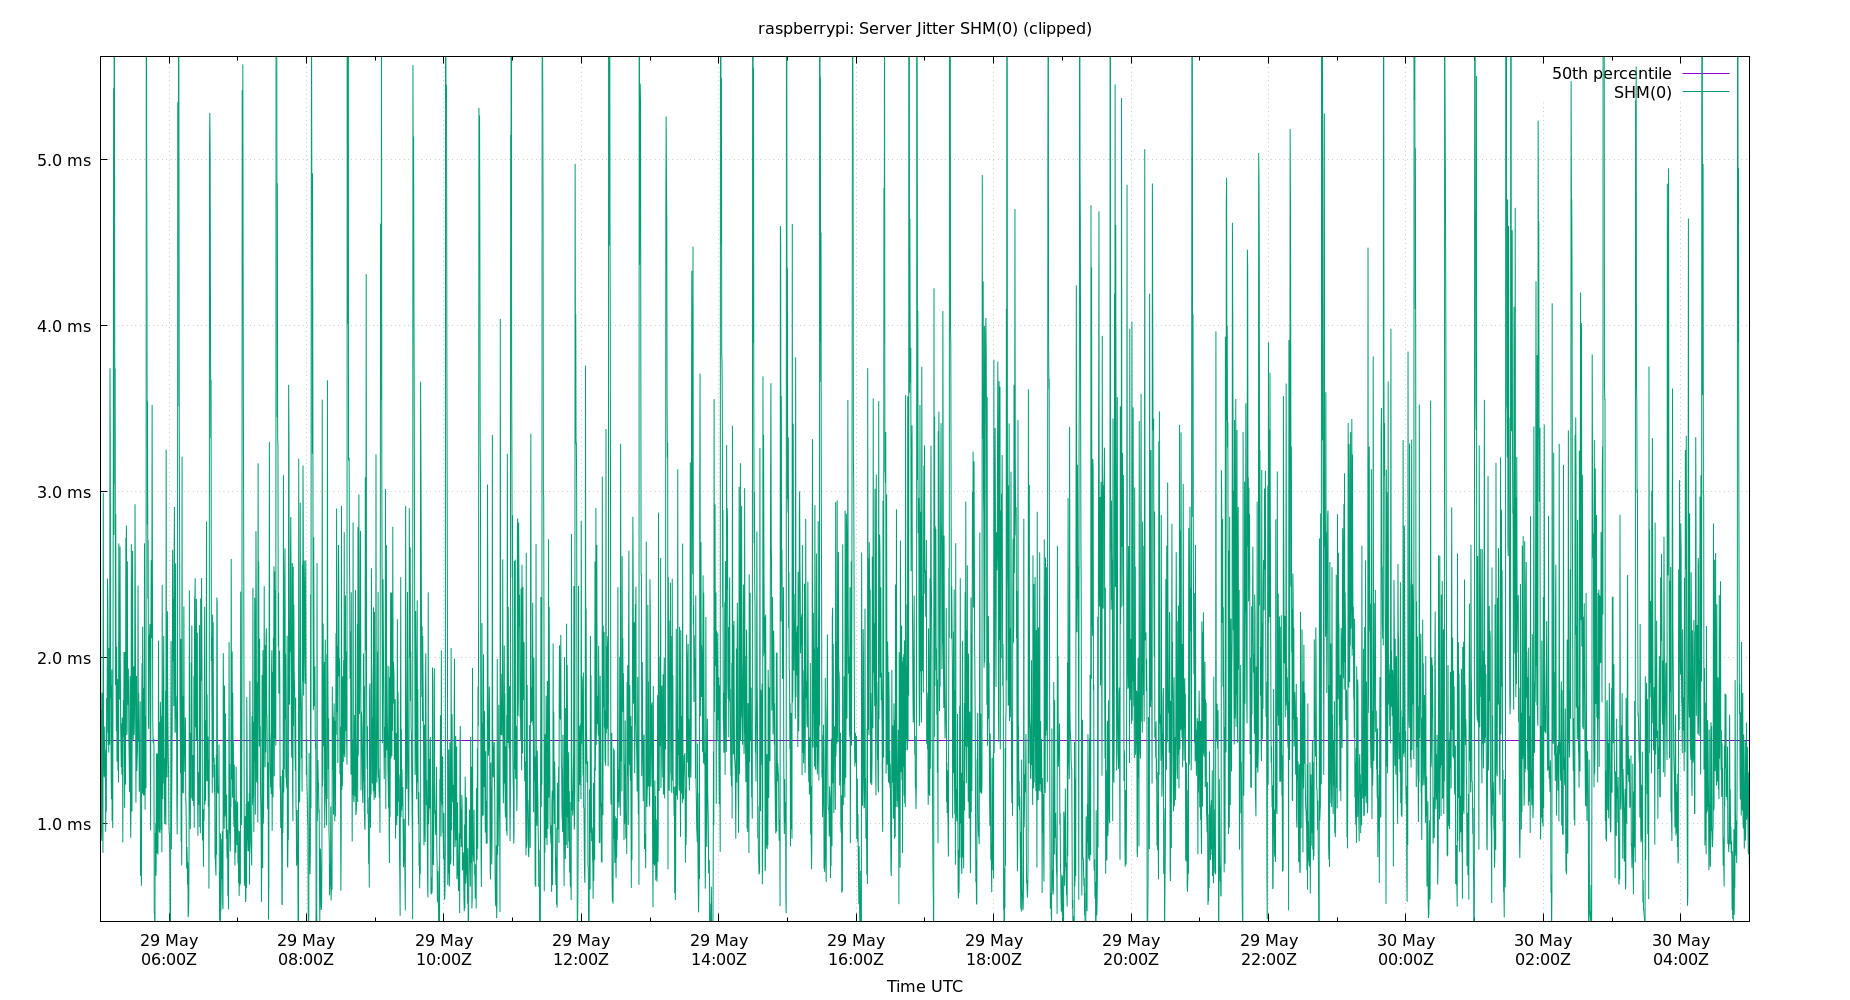 raspberrypi: Server Jitter SHM(0) (clipped)
50th percentile
SHM(0)
5.0 ms
4.0 ms
3.0 ms
2.0 ms
1.0 ms
29 May 29 May 29 May 29 May 29 May 29 May 29 May 29 May 29 May 30 May 30 May 30 May
06:00Z 08:00Z 10:00Z 12:00Z 14:00Z 16:00Z 18:00Z 20:00Z 22:00Z 00:00Z 02:00Z 04:00Z
Time UTC